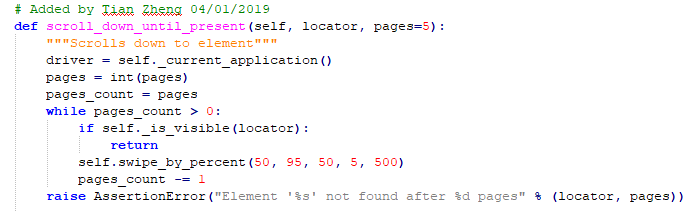 # Added by Tian Zheng 04/01/2019
def scroll_down_until_present(self, locator, pages=5):
    """Scrolls down to element"""
    driver = self._current_application()
    pages = int(pages)
    pages_count = pages
    while pages_count > 0:
        if self._is_visible(locator):
            return
        self.swipe_by_percent(50, 95, 50, 5, 500)
        pages_count -= 1
    raise AssertionError("Element '%s' not found after %d pages" % (locator, pages))